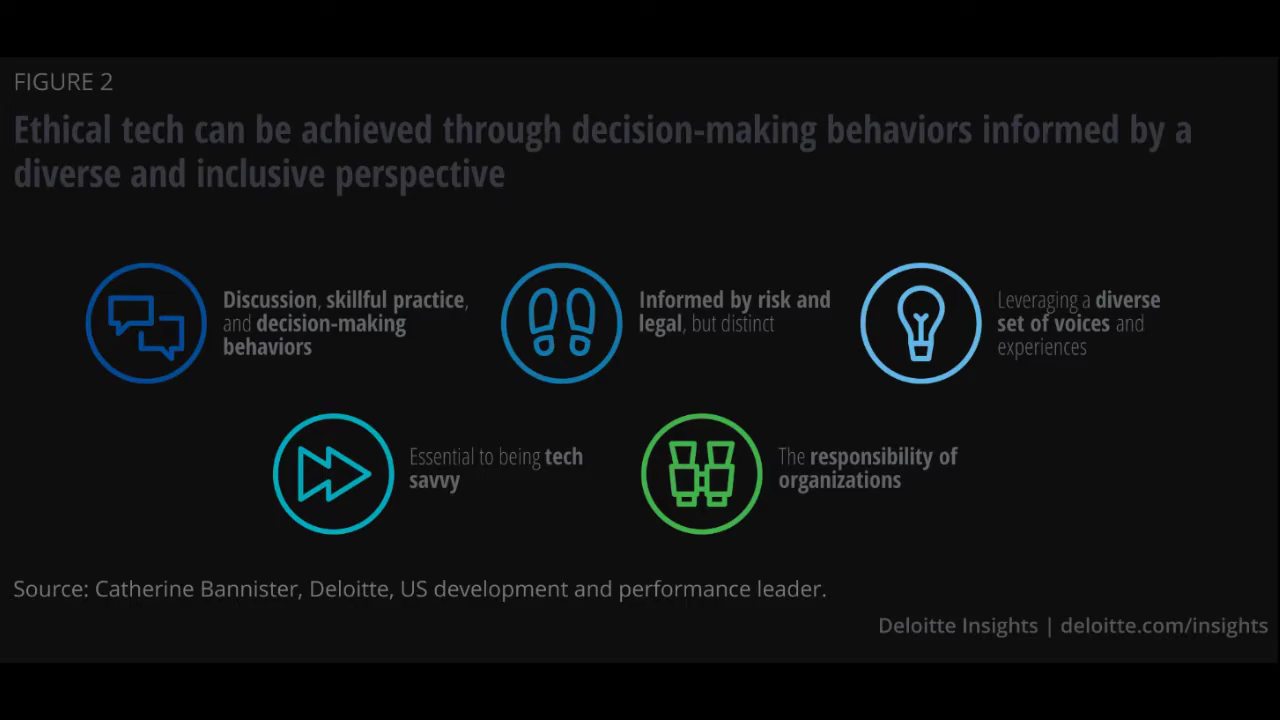 FIGURE 2
Ethical tech can be achieved through decision-making behaviors informed by a
diverse and inclusive perspective
Discussion, skillful practice,
and decision-making
behaviors
Informed by risk and
legal, but distinct
Leveraging a diverse
set of voices and
experiences
Essential to being tech
savvy
The responsibility of
organizations
Source: Catherine Bannister, Deloitte, US development and performance leader.
Deloitte Insights | deloitte.com/insights